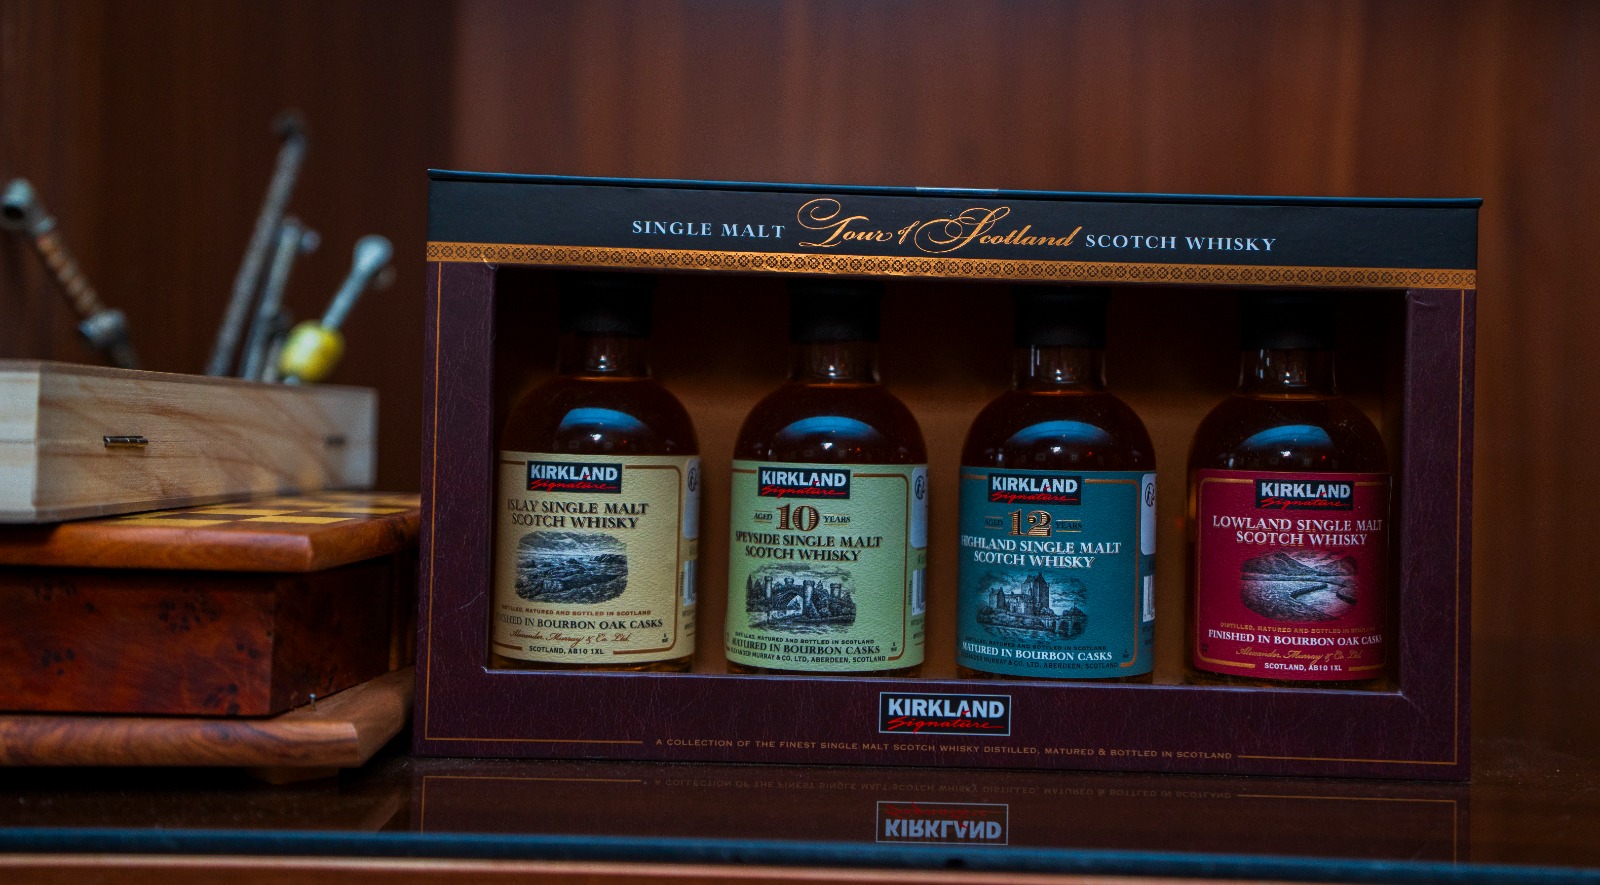 SINGLE MALT Tour of Scotland SCOTCH WHISKY
KIRKLAND
Signature
ISLAY SINGLE MALT
SCOTCH WHISKY
DISTILLED, MATURED AND BOTTLED IN SCOTLAND
FINISHED IN BOURBON OAK CASKS
Alexander Murray & Co. Ltd.
SCOTLAND, AB10 1XL
KIRKLAND
Signature
AGED 10 YEARS
SPEYSIDE SINGLE MALT
SCOTCH WHISKY
DISTILLED, MATURED AND BOTTLED IN SCOTLAND
MATURED IN BOURBON CASKS
ALEXANDER MURRAY & CO. LTD, ABERDEEN, SCOTLAND
KIRKLAND
Signature
AGED 12 YEARS
HIGHLAND SINGLE MALT
SCOTCH WHISKY
DISTILLED, MATURED AND BOTTLED IN SCOTLAND
MATURED IN BOURBON CASKS
ALEXANDER MURRAY & CO. LTD, ABERDEEN, SCOTLAND
KIRKLAND
Signature
LOWLAND SINGLE MALT
SCOTCH WHISKY
DISTILLED, MATURED AND BOTTLED IN
FINISHED IN BOURBON OAK CASKS
Alexander Murray & Co. Ltd.
SCOTLAND, AB10 1XL
KIRKLAND
Signature
A COLLECTION OF THE FINEST SINGLE MALT SCOTCH WHISKY DISTILLED, MATURED & BOTTLED IN SCOTLAND